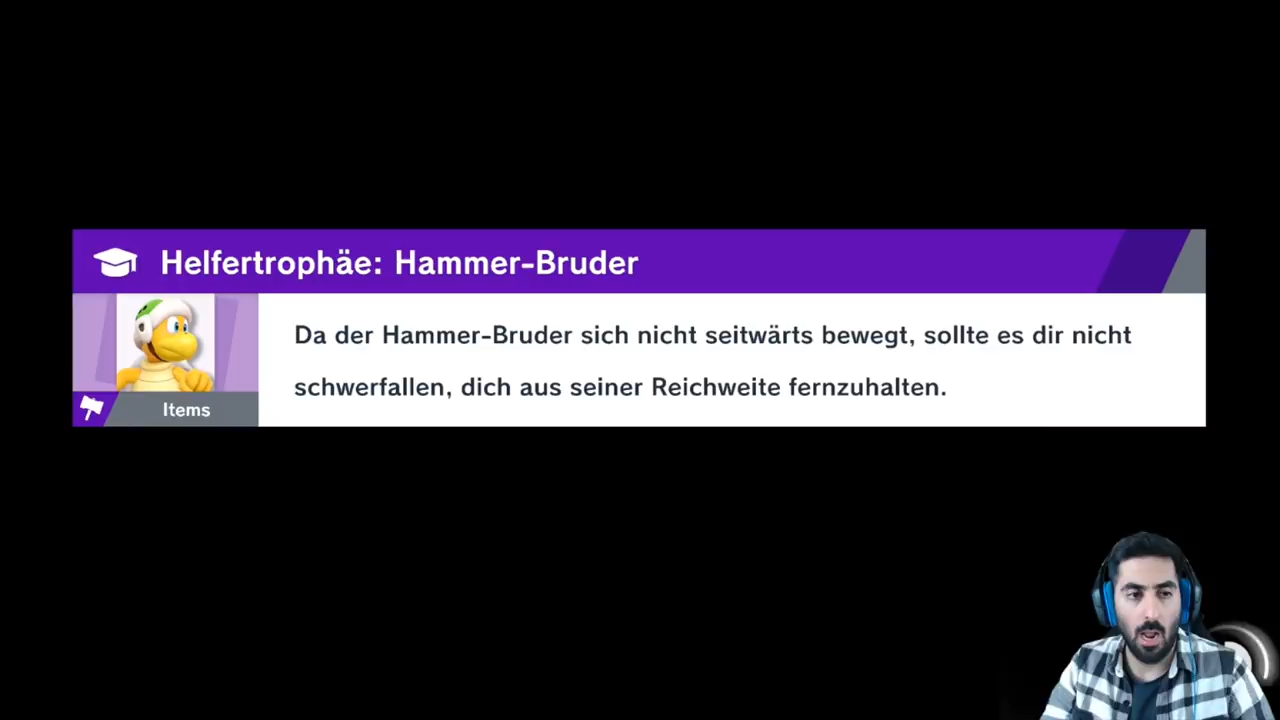 Helfertrophäe: Hammer-Bruder
Da der Hammer-Bruder sich nicht seitwärts bewegt, sollte es dir nicht
schwerfallen, dich aus seiner Reichweite fernzuhalten.
Items